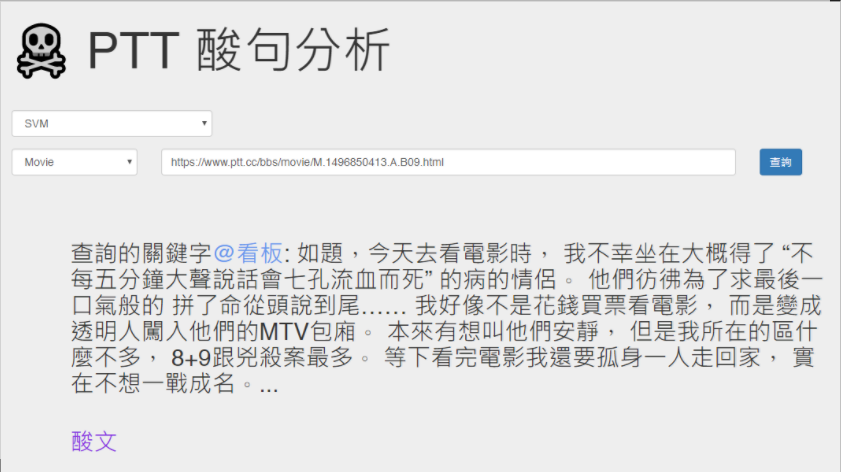 PTT 酸句分析
SVM
Movie https://www.ptt.cc/bbs/movie/M.1496850413.A.B09.html 查詢
查詢的關鍵字@看板: 如題，今天去看電影時， 我不幸坐在大概得了 “不
每五分鐘大聲說話會七孔流血而死” 的病的情侶。 他們彷彿為了求最後一
口氣般的 拼了命從頭說到尾...... 我好像不是花錢買票看電影， 而是變成
透明人闖入他們的MTV包廂。 本來有想叫他們安靜， 但是我所在的區什
麼不多， 8+9跟兇殺案最多。 等下看完電影我還要孤身一人走回家， 實
在不想一戰成名。...
酸文